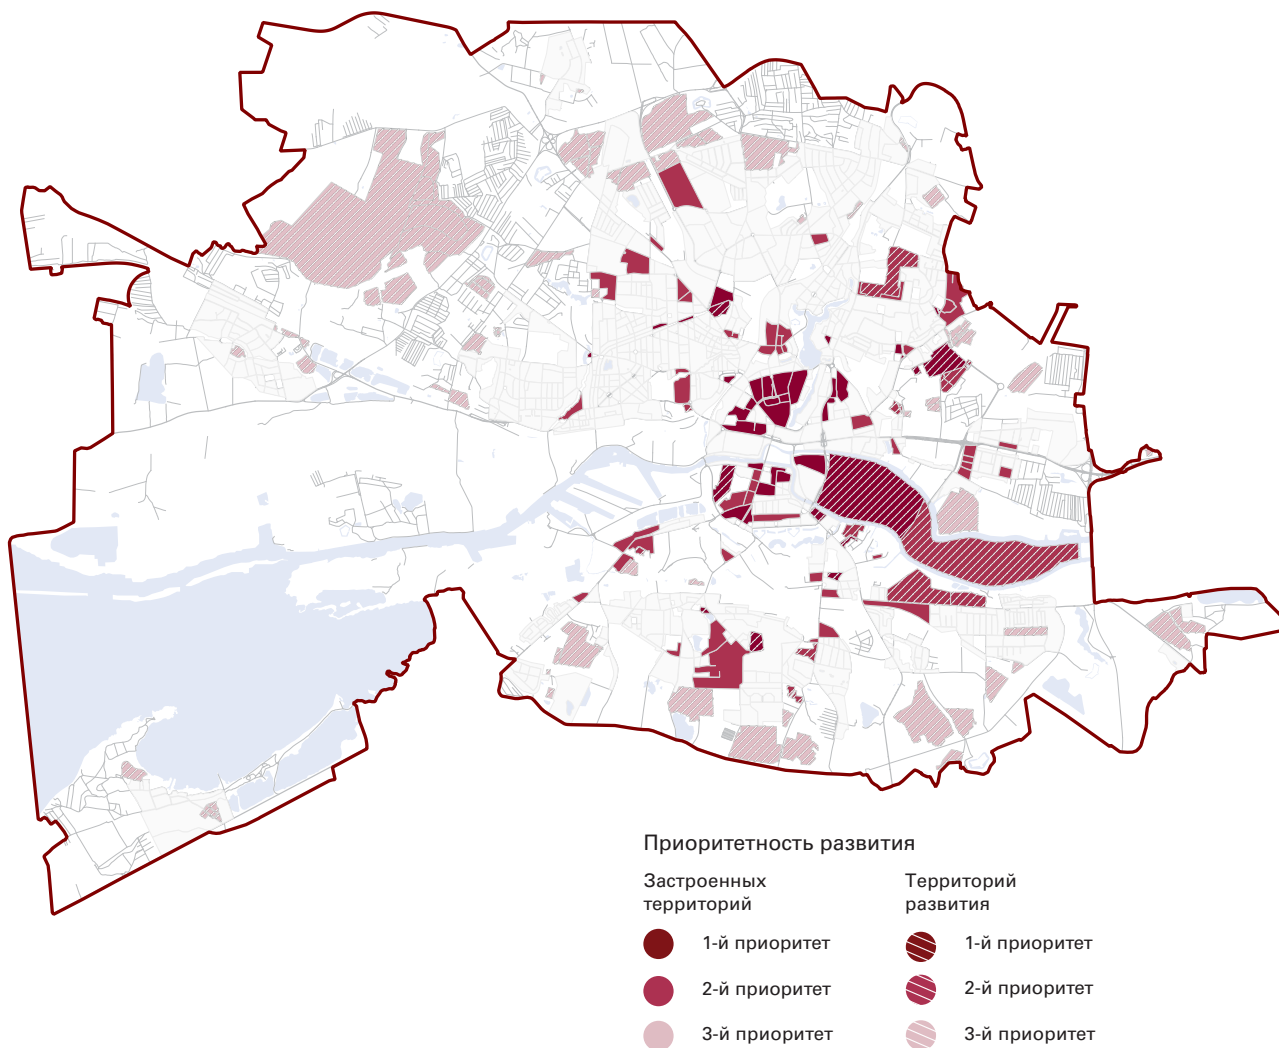 Приоритетность развития
Застроенных
территорий
1-й приоритет
2-й приоритет
3-й приоритет
Территорий
развития
1-й приоритет
2-й приоритет
3-й приоритет